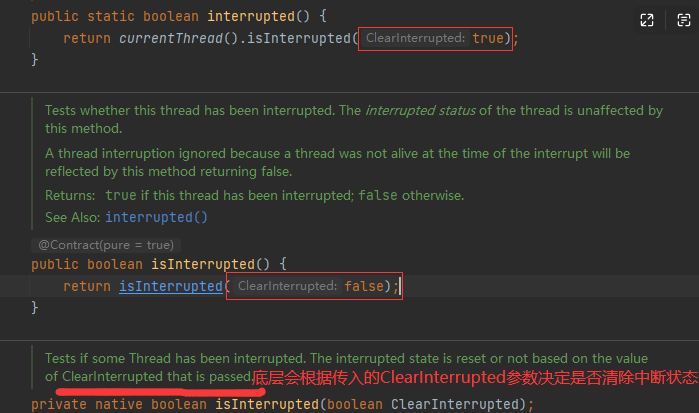 public static boolean interrupted() {
return currentThread().isInterrupted( ClearInterrupted: true);
}
Tests whether this thread has been interrupted. The interrupted status of the thread is unaffected by
this method.
A thread interruption ignored because a thread was not alive at the time of the interrupt will be
reflected by this method returning false.
Returns: true if this thread has been interrupted; false otherwise.
See Also: interrupted()
@Contract(pure = true)
public boolean isInterrupted() {
return isInterrupted( ClearInterrupted: false);
}
Tests if some Thread has been interrupted. The interrupted state is reset or not based on the value
of ClearInterrupted that is passed.底层会根据传入的ClearInterrupted参数决定是否清除中断状态
private native boolean isInterrupted(boolean ClearInterrupted);